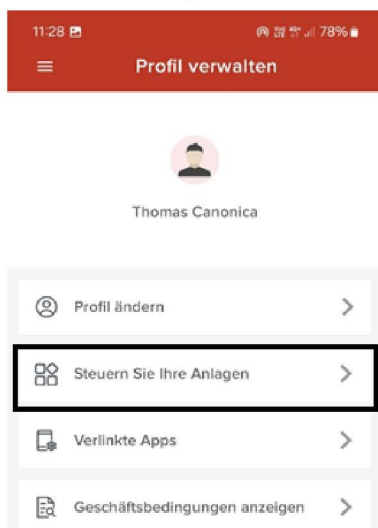 11:28 78%
Profil verwalten
Thomas Canonica
Profil ändern
Steuern Sie Ihre Anlagen
Verlinkte Apps
Geschäftsbedingungen anzeigen